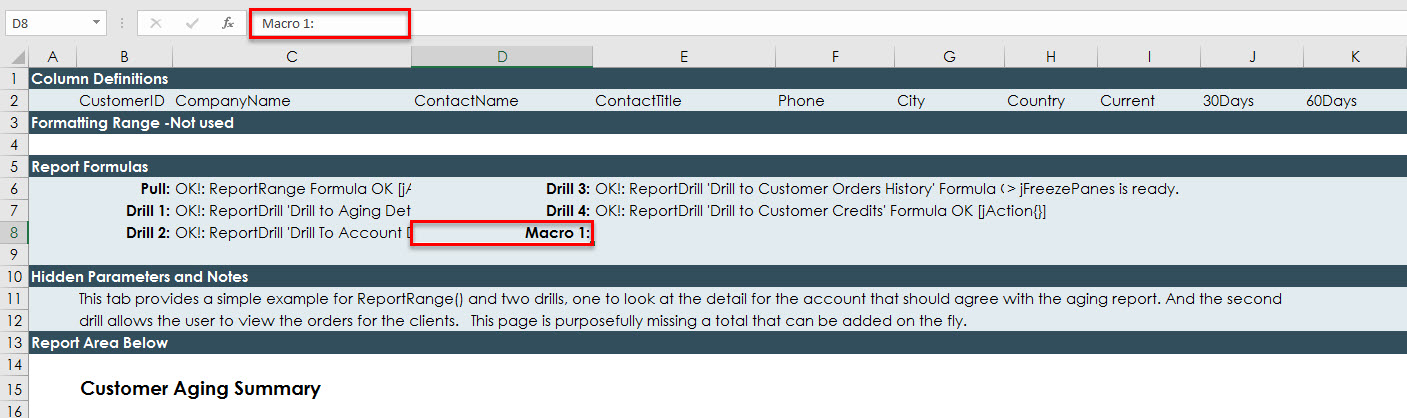 D8 fx Macro 1:
A B C D E F G H I J K
1 Column Definitions
2 CustomerID CompanyName ContactName ContactTitle Phone City Country Current 30Days 60Days
3 Formatting Range -Not used
4
5 Report Formulas
6 Pull: OK!: ReportRange Formula OK [jA Drill 3: OK!: ReportDrill 'Drill to Customer Orders History' Formula > jFreezePanes is ready.
7 Drill 1: OK!: ReportDrill 'Drill to Aging Det Drill 4: OK!: ReportDrill 'Drill to Customer Credits' Formula OK [jAction{}]
8 Drill 2: OK!: ReportDrill 'Drill To Account Macro 1:
9
10 Hidden Parameters and Notes
11 This tab provides a simple example for ReportRange() and two drills, one to look at the detail for the account that should agree with the aging report. And the second
12 drill allows the user to view the orders for the clients. This page is purposefully missing a total that can be added on the fly.
13 Report Area Below
14
15 Customer Aging Summary
16